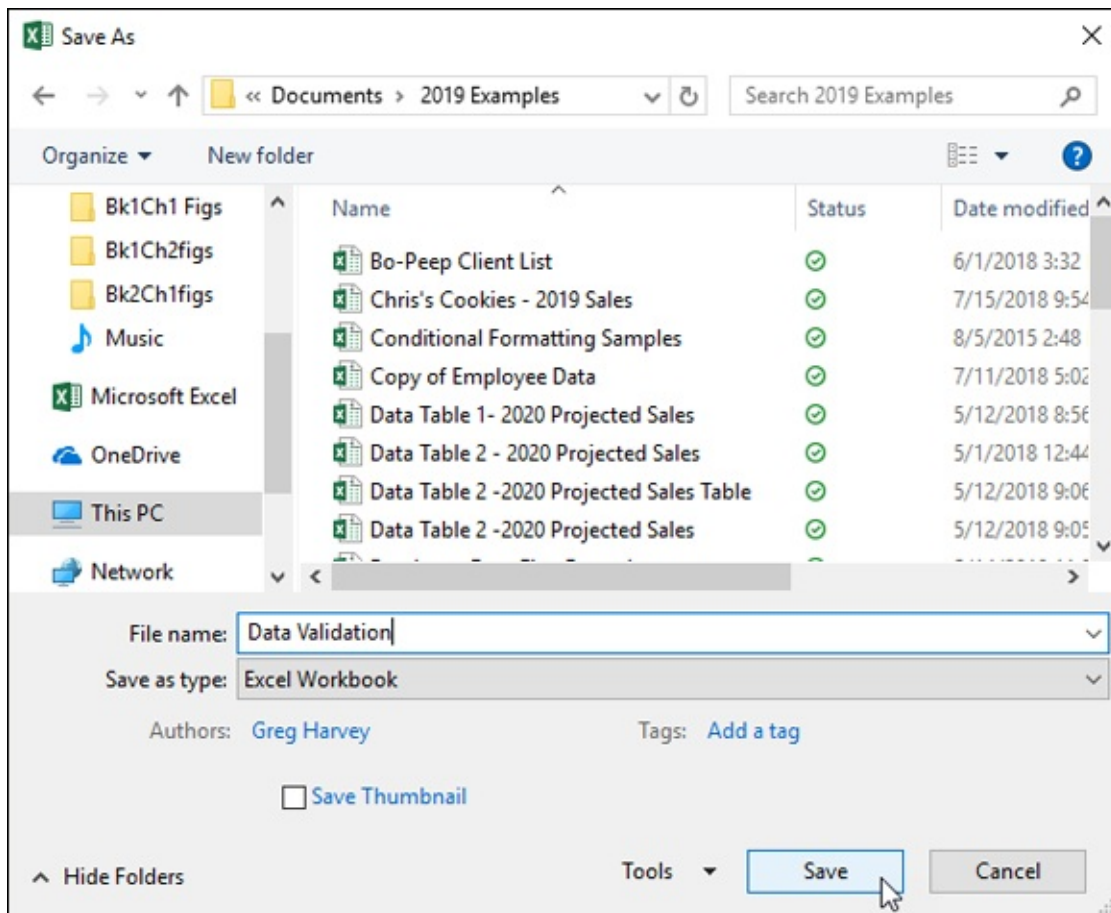 Save As
« Documents › 2019 Examples
Search 2019 Examples
Organize
New folder
Bk1Ch1 Figs
Bk1Ch2figs
Bk2Ch1figs
Music
Microsoft Excel
OneDrive
This PC
Network
Name Status Date modified
Bo-Peep Client List 6/1/2018 3:32
Chris's Cookies - 2019 Sales 7/15/2018 9:54
Conditional Formatting Samples 8/5/2015 2:48
Copy of Employee Data 7/11/2018 5:02
Data Table 1- 2020 Projected Sales 5/12/2018 8:56
Data Table 2 - 2020 Projected Sales 5/1/2018 12:44
Data Table 2 -2020 Projected Sales Table 5/12/2018 9:06
Data Table 2 -2020 Projected Sales 5/12/2018 9:05
File name: Data Validation
Save as type: Excel Workbook
Authors: Greg Harvey Tags: Add a tag
Save Thumbnail
Hide Folders
Tools
Save
Cancel